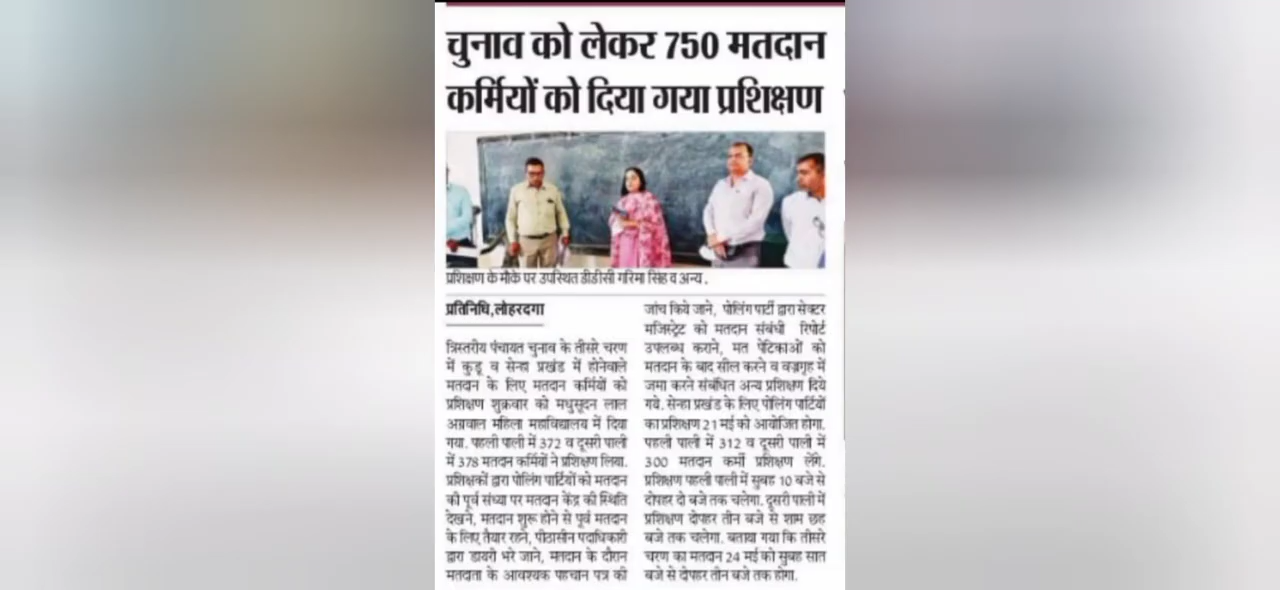 चुनाव को लेकर 750 मतदान
कर्मियों को दिया गया प्रशिक्षण
प्रशिक्षण के मौके पर उपस्थित डीडीसी गरिमा सिंह व अन्य.
प्रतिनिधि,लोहरदगा
त्रिस्तरीय पंचायत चुनाव के तीसरे चरण
में कुडू व सेन्हा प्रखंड में होनेवाले
मतदान के लिए मतदान कर्मियों को
प्रशिक्षण शुक्रवार को मधुसूदन लाल
अग्रवाल महिला महाविद्यालय में दिया
गया. पहली पाली में 372 व दूसरी पाली
में 378 मतदान कर्मियों ने प्रशिक्षण लिया.
प्रशिक्षकों द्वारा पोलिंग पार्टियों को मतदान
की पूर्व संध्या पर मतदान केंद्र की स्थिति
देखने, मतदान शुरू होने से पूर्व मतदान
के लिए तैयार रहने, पीठासीन पदाधिकारी
द्वारा डायरी भरे जाने, मतदान के दौरान
मतदाता के आवश्यक पहचान पत्र की
जांच किये जाने, पोलिंग पार्टी द्वारा सेक्टर
मजिस्ट्रेट को मतदान संबंधी रिपोर्ट
उपलब्ध कराने, मत पेटिकाओं को
मतदान के बाद सील करने व वज्रगृह में
जमा करने संबंधित अन्य प्रशिक्षण दिये
गये. सेन्हा प्रखंड के लिए पोलिंग पार्टियों
का प्रशिक्षण 21 मई को आयोजित होगा.
पहली पाली में 312 व दूसरी पाली में
300 मतदान कर्मी प्रशिक्षण लेंगे.
प्रशिक्षण पहली पाली में सुबह 10 बजे से
दोपहर दो बजे तक चलेगा. दूसरी पाली में
प्रशिक्षण दोपहर तीन बजे से शाम छह
बजे तक चलेगा. बताया गया कि तीसरे
चरण का मतदान 24 मई को सुबह सात
बजे से दोपहर तीन बजे तक होगा.